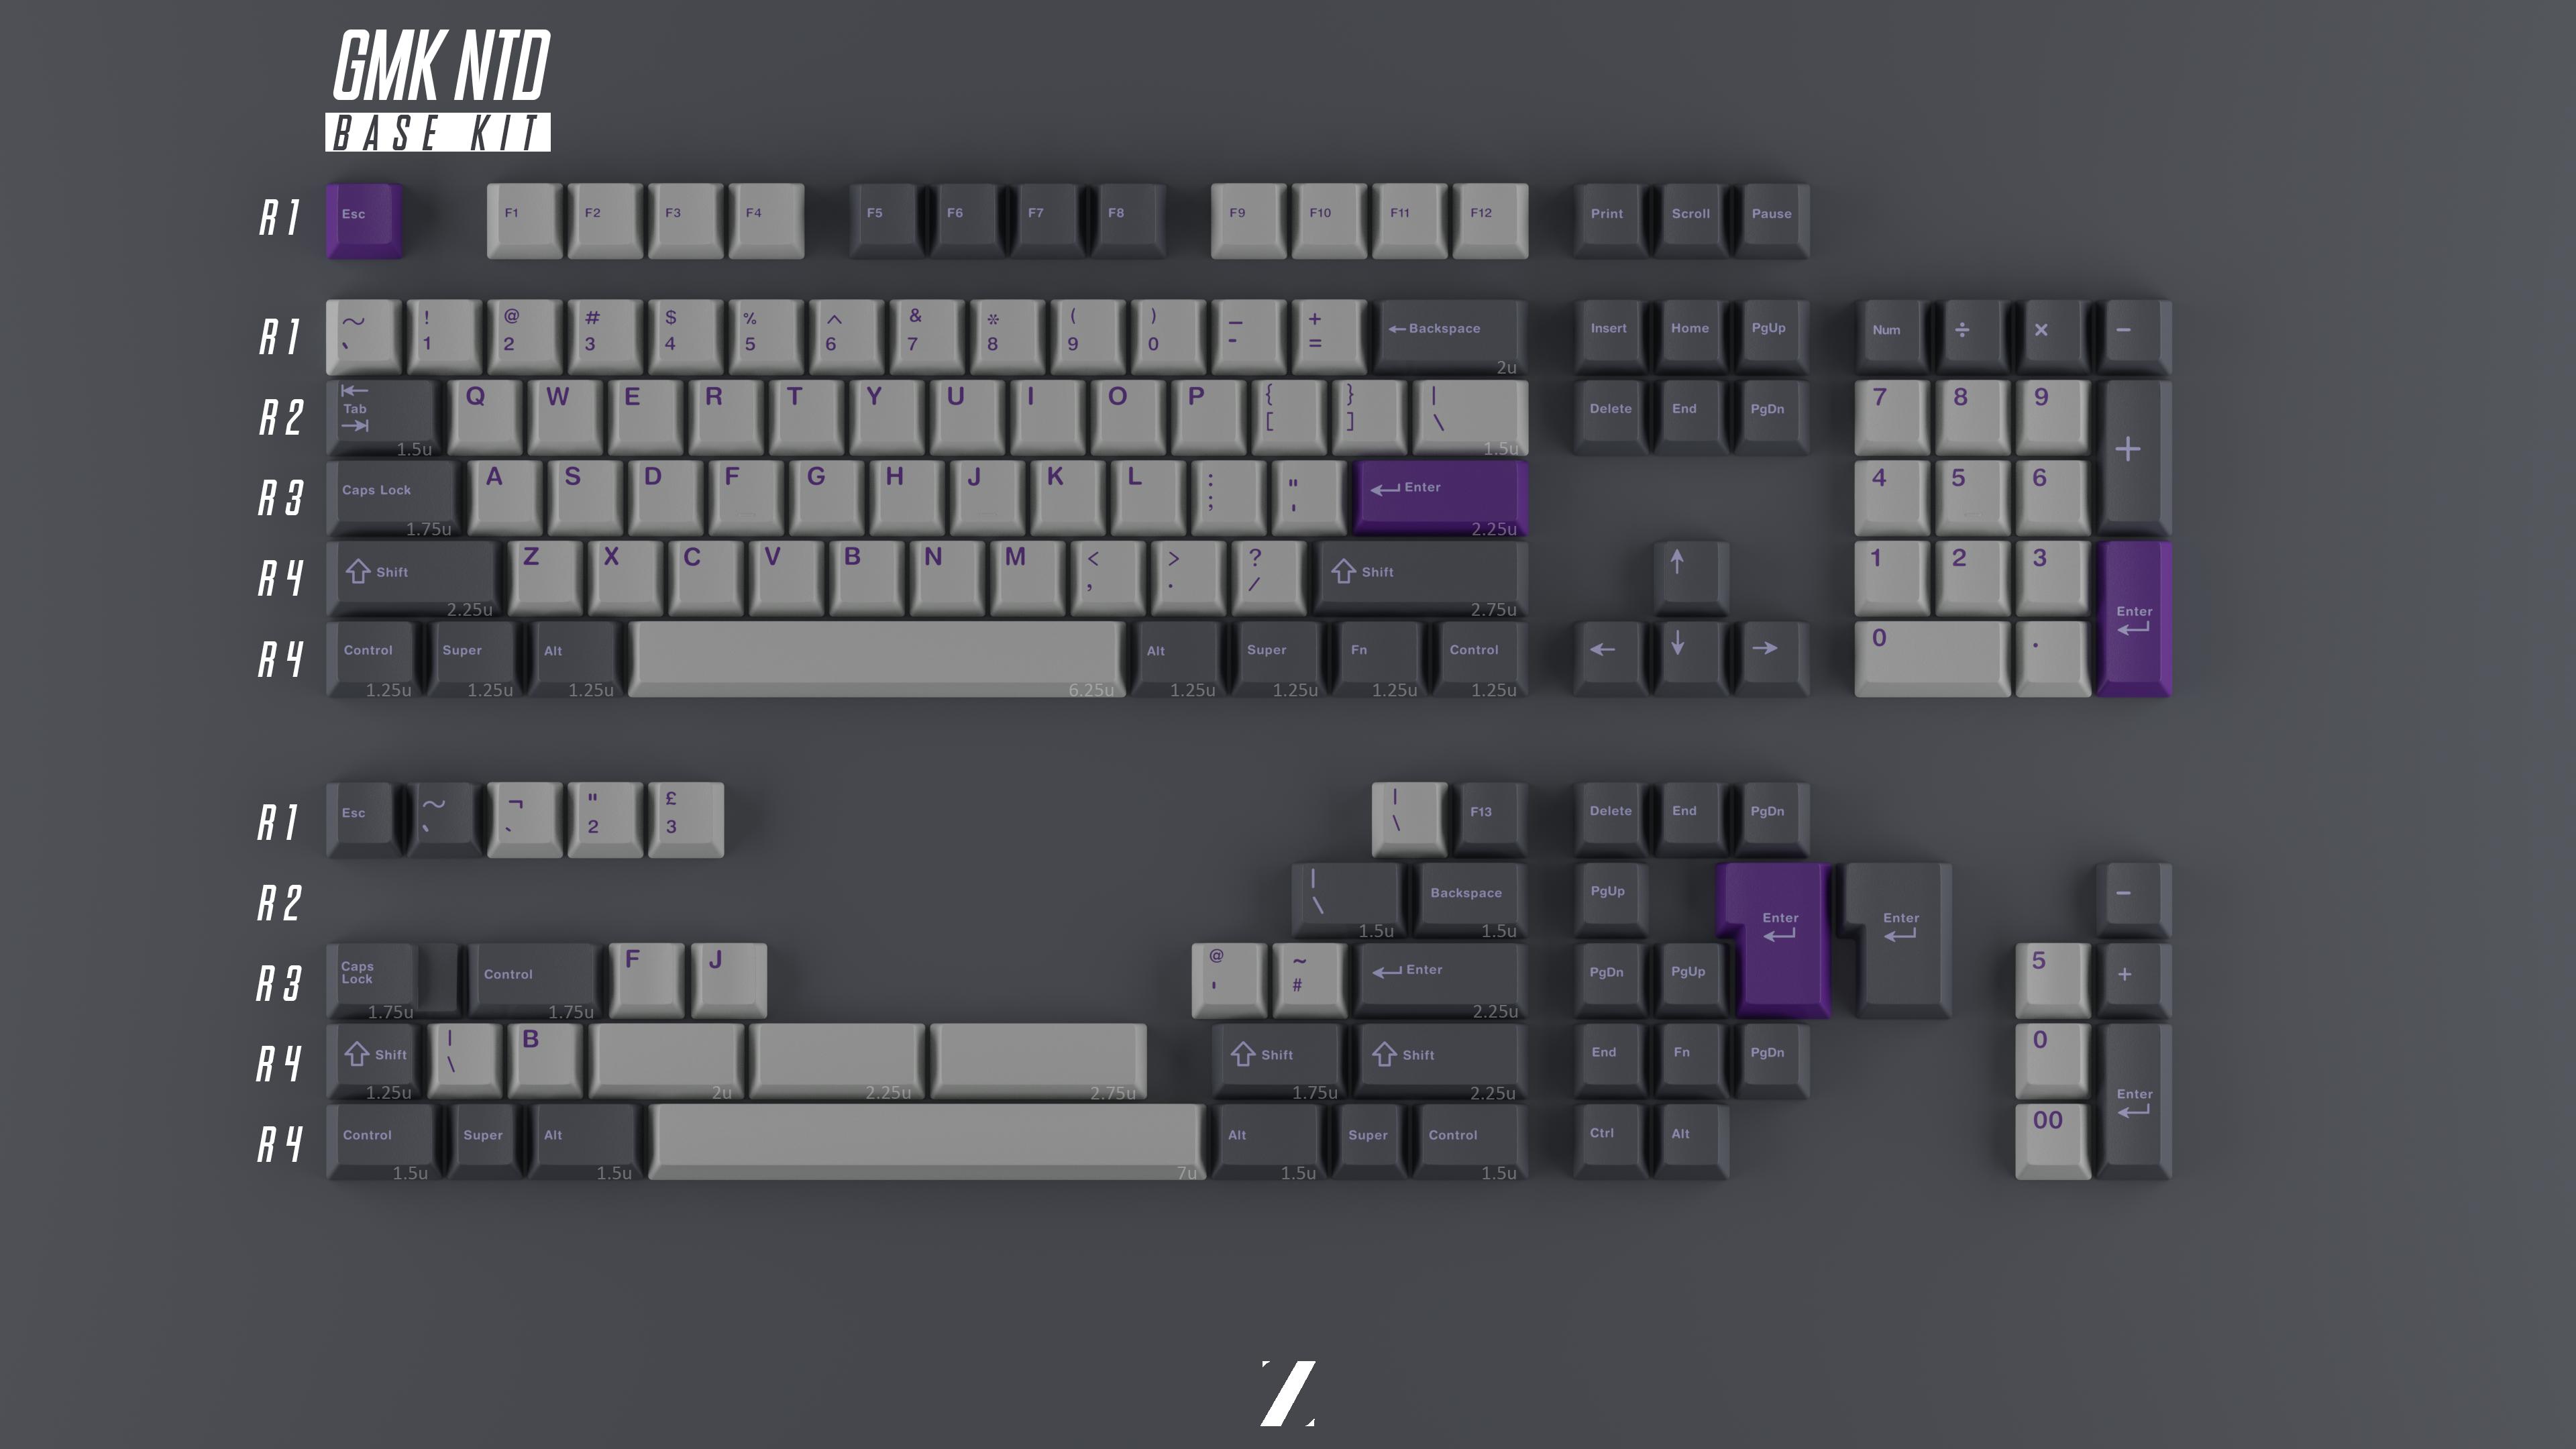 GMK NTD
BASE KIT
R1 Esc F1 F2 F3 F4 F5 F6 F7 F8 F9 F10 F11 F12 Print Scroll Pause
R1 ~ ` ! 1 @ 2 # 3 $ 4 % 5 ^ 6 & 7 * 8 ( 9 ) 0 _ - + = ← Backspace 2u Insert Home PgUp Num ÷ × −
R2 Tab 1.5u Q W E R T Y U I O P { [ } ] | \ 1.5u Delete End PgDn 7 8 9 +
R3 Caps Lock 1.75u A S D F G H J K L : ; " ' Enter 2.25u 4 5 6
R4 Shift 2.25u Z X C V B N M < , > . ? / Shift 2.75u ↑ 1 2 3 Enter
R4 Control 1.25u Super 1.25u Alt 1.25u 6.25u Alt 1.25u Super 1.25u Fn 1.25u Control 1.25u ← ↓ → 0 .
R1 Esc ~ ` ¬ ` " 2 £ 3 | \ F13 Delete End PgDn
R2 | \ 1.5u Backspace 1.5u PgUp Enter Enter −
R3 Caps Lock 1.75u Control 1.75u F J @ ' ~ # Enter 2.25u PgDn PgUp 5 +
R4 Shift 1.25u | \ B 2u 2.25u 2.75u Shift 1.75u Shift 2.25u End Fn PgDn 0 Enter
R4 Control 1.5u Super Alt 1.5u 7u Alt 1.5u Super Control 1.5u Ctrl Alt 00